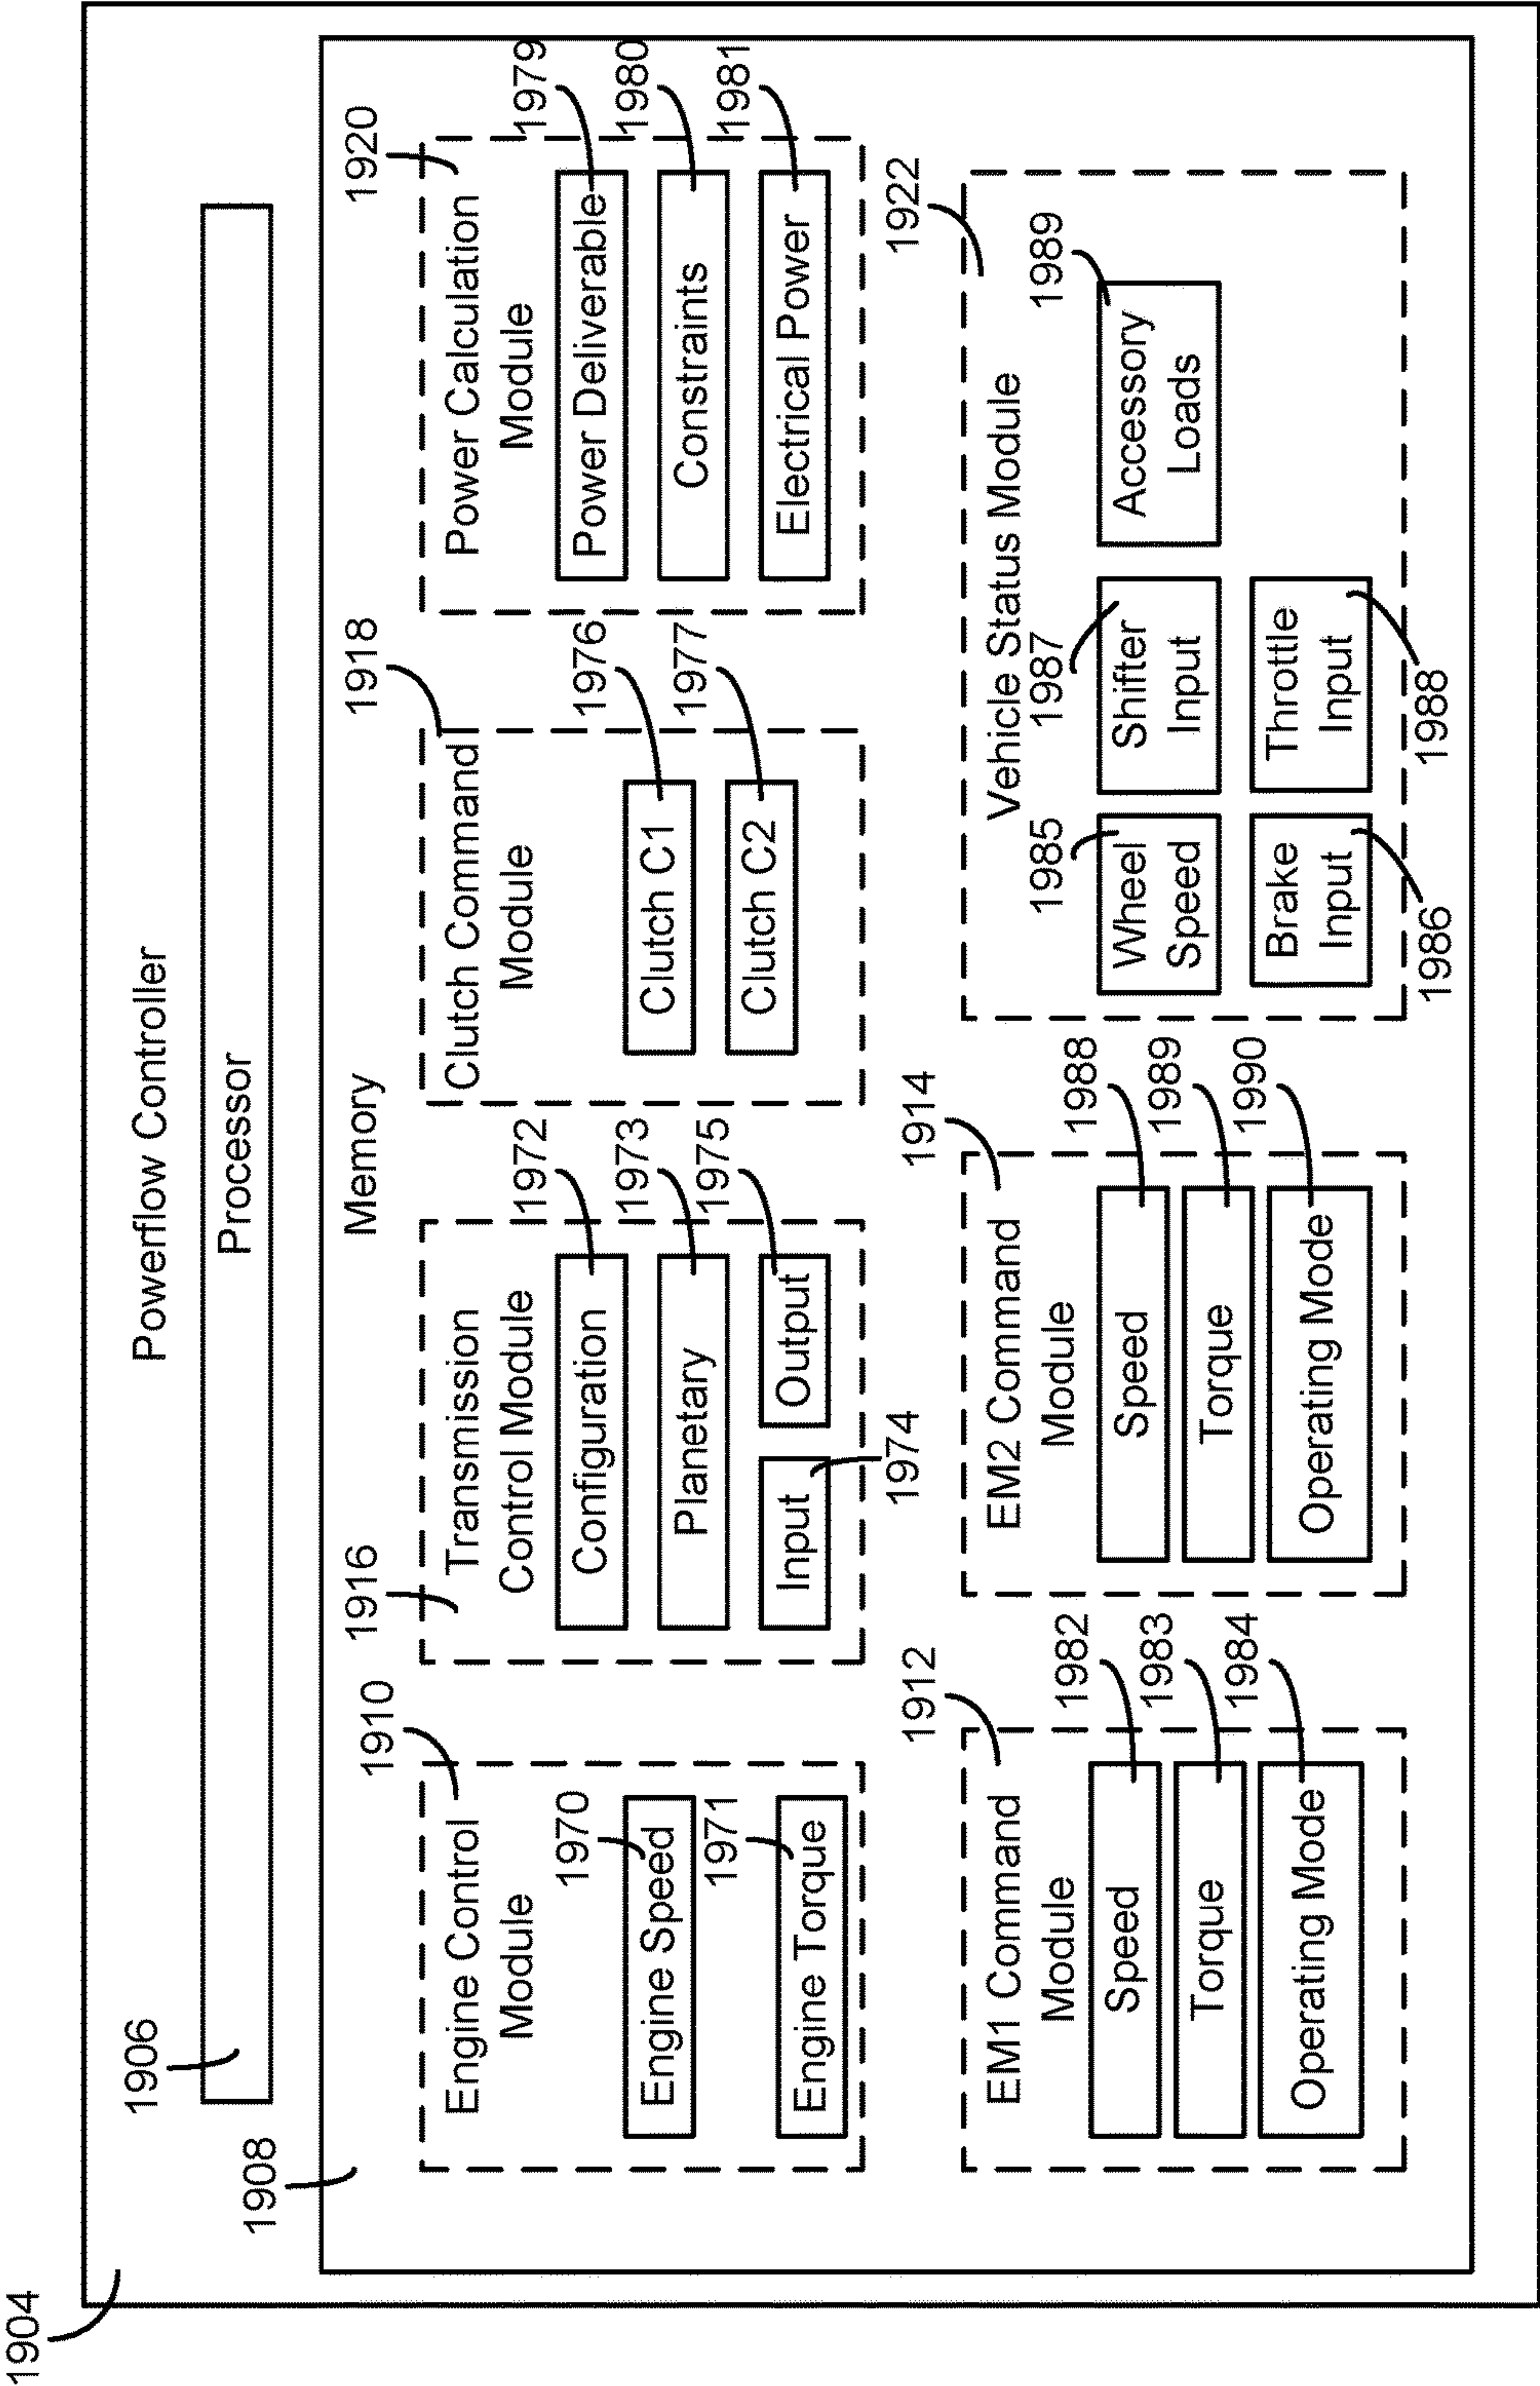 1904
Powerflow Controller
1906
Processor
1908
Memory
1910
Engine Control
Module
1970
Engine Speed
1971
Engine Torque
1916
Transmission
Control Module
1972
Configuration
1973
Planetary
1975
Input
Output
1974
1918
Clutch Command
Module
1976
Clutch C1
1977
Clutch C2
1920
Power Calculation
Module
1979
Power Deliverable
1980
Constraints
1981
Electrical Power
1912
EM1 Command
Module
1982
Speed
1983
Torque
1984
Operating Mode
1914
EM2 Command
Module
1988
Speed
1989
Torque
1990
Operating Mode
1922
Vehicle Status Module
1985
Wheel
Speed
1987
Shifter
Input
1989
Accessory
Loads
Brake
Input
1986
Throttle
Input
1988